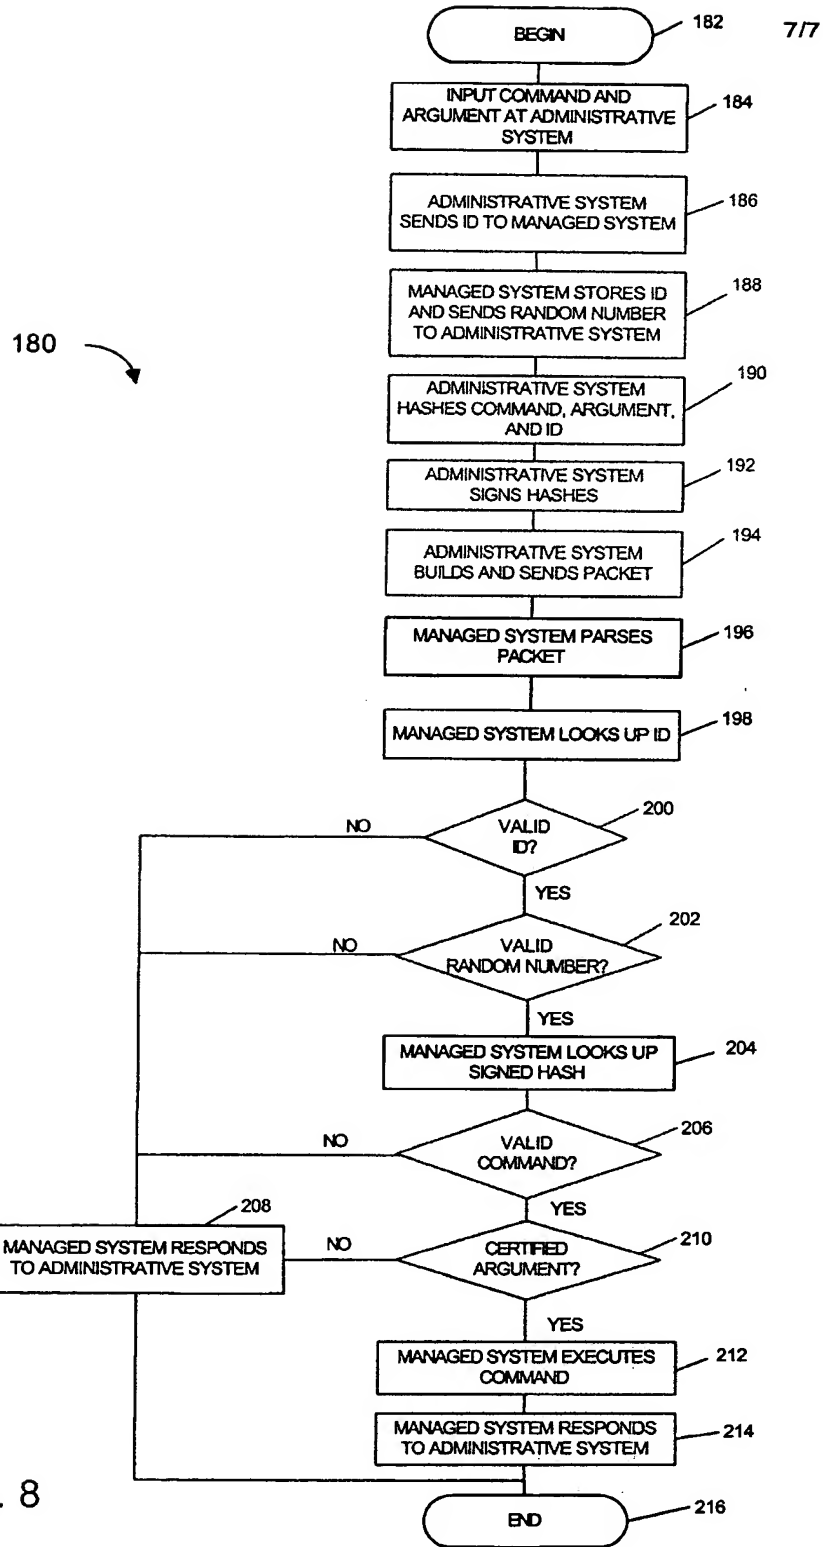 BEGIN
182
7/7
INPUT COMMAND AND
ARGUMENT AT ADMINISTRATIVE
SYSTEM
184
ADMINISTRATIVE SYSTEM
SENDS ID TO MANAGED SYSTEM
186
MANAGED SYSTEM STORES ID
AND SENDS RANDOM NUMBER
TO ADMINISTRATIVE SYSTEM
188
180
ADMINISTRATIVE SYSTEM
HASHES COMMAND, ARGUMENT,
AND ID
190
ADMINISTRATIVE SYSTEM
SIGNS HASHES
192
ADMINISTRATIVE SYSTEM
BUILDS AND SENDS PACKET
194
MANAGED SYSTEM PARSES
PACKET
196
MANAGED SYSTEM LOOKS UP ID
198
VALID
ID?
200
NO
YES
VALID
RANDOM NUMBER?
202
NO
YES
MANAGED SYSTEM LOOKS UP
SIGNED HASH
204
VALID
COMMAND?
206
NO
YES
208
MANAGED SYSTEM RESPONDS
TO ADMINISTRATIVE SYSTEM
NO
CERTIFIED
ARGUMENT?
210
YES
MANAGED SYSTEM EXECUTES
COMMAND
212
MANAGED SYSTEM RESPONDS
TO ADMINISTRATIVE SYSTEM
214
. 8
END
216